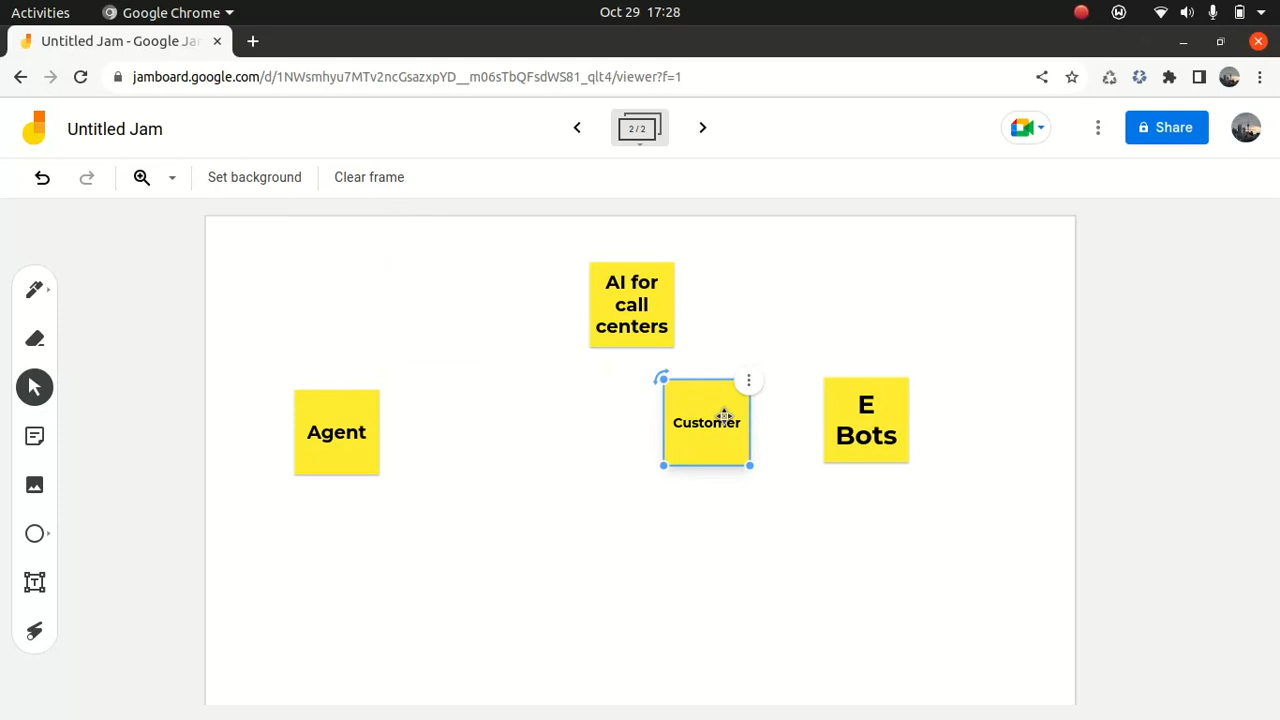 Activities
Google Chrome
Oct 29 17:28
Untitled Jam - Google Ja
jamboard.google.com/d/1NWsmhyu7MTv2ncGsazxpYD__m06sTbQFsdWS81_qlt4/viewer?f=1
Untitled Jam
2 / 2
Share
Set background
Clear frame
AI for
call
centers
Agent
Customer
E
Bots